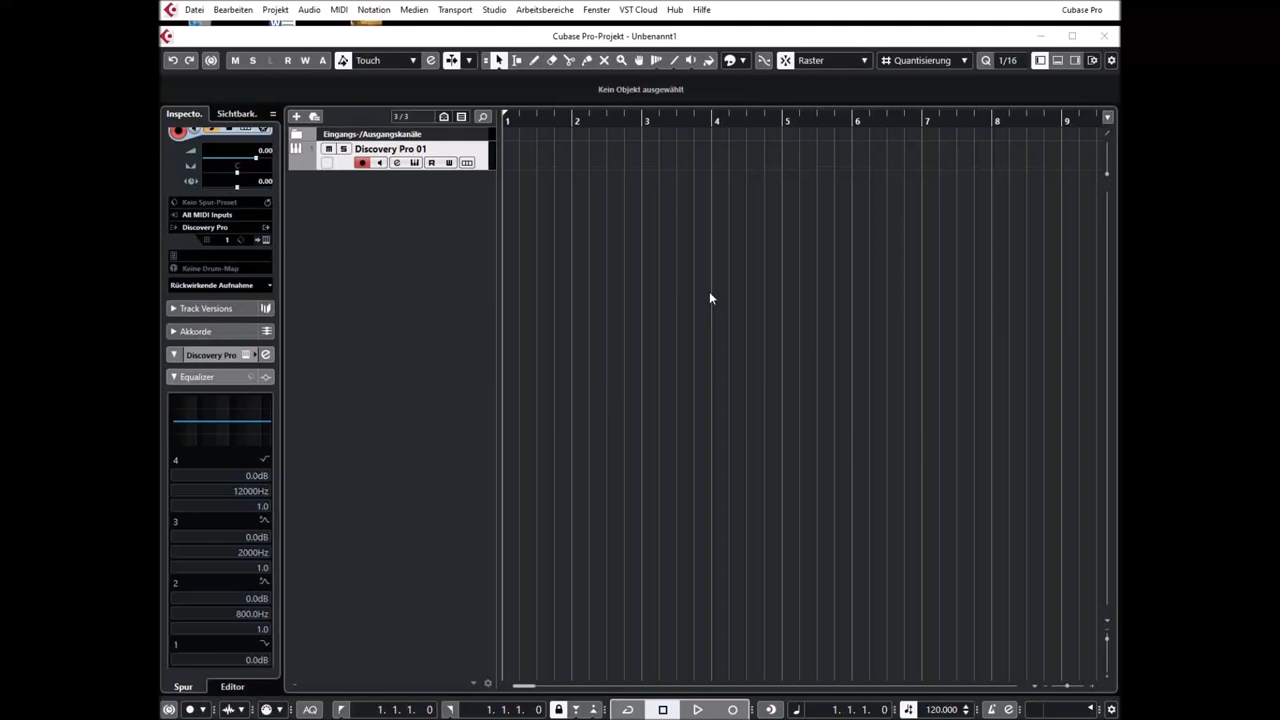 Datei Bearbeiten Projekt Audio MIDI Notation Medien Transport Studio Arbeitsbereiche Fenster VST Cloud Hub Hilfe Cubase Pro
Cubase Pro-Projekt - Unbenannt1
M S L R W A Touch Raster Quantisierung Q 1/16
Kein Objekt ausgewählt
Inspecto. Sichtbark. 3 / 3 1 2 3 4 5 6 7 8 9
Eingangs-/Ausgangskanäle
0.00
1 m S Discovery Pro 01
C
R W
0.00
Kein Spur-Preset
All MIDI Inputs
Discovery Pro
1
Keine Drum-Map
Rückwirkende Aufnahme
Track Versions
Akkorde
Discovery Pro
Equalizer
4
0.0dB
12000Hz
1.0
3
0.0dB
2000Hz
1.0
2
0.0dB
800.0Hz
1.0
1
0.0dB
Spur Editor
AQ 1. 1. 1. 0 1. 1. 1. 0 1. 1. 1. 0 120.000